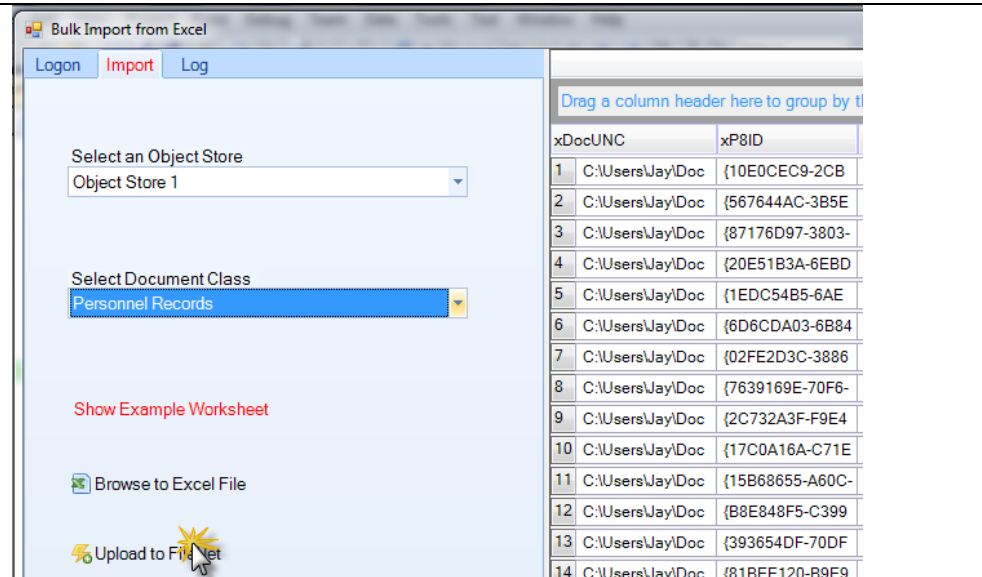 Bulk Import from Excel
Logon Import Log
Drag a column header here to group by
Select an Object Store
Object Store 1
Select Document Class
Personnel Records
Show Example Worksheet
Browse to Excel File
Upload to FileNet
xDocUNC xP8ID
1 C:\Users\Jay\Doc {10E0CEC9-2CB
2 C:\Users\Jay\Doc {567644AC-3B5E
3 C:\Users\Jay\Doc {87176D97-3803-
4 C:\Users\Jay\Doc {20E51B3A-6EBD
5 C:\Users\Jay\Doc {1EDC54B5-6AE
6 C:\Users\Jay\Doc {6D6CDA03-6B84
7 C:\Users\Jay\Doc {02FE2D3C-3886
8 C:\Users\Jay\Doc {7639169E-70F6-
9 C:\Users\Jay\Doc {2C732A3F-F9E4
10 C:\Users\Jay\Doc {17C0A16A-C71E
11 C:\Users\Jay\Doc {15B68655-A60C-
12 C:\Users\Jay\Doc {B8E848F5-C399
13 C:\Users\Jay\Doc {393654DF-70DF
14 C:\Users\Jay\Doc {81BEE120-B9E9